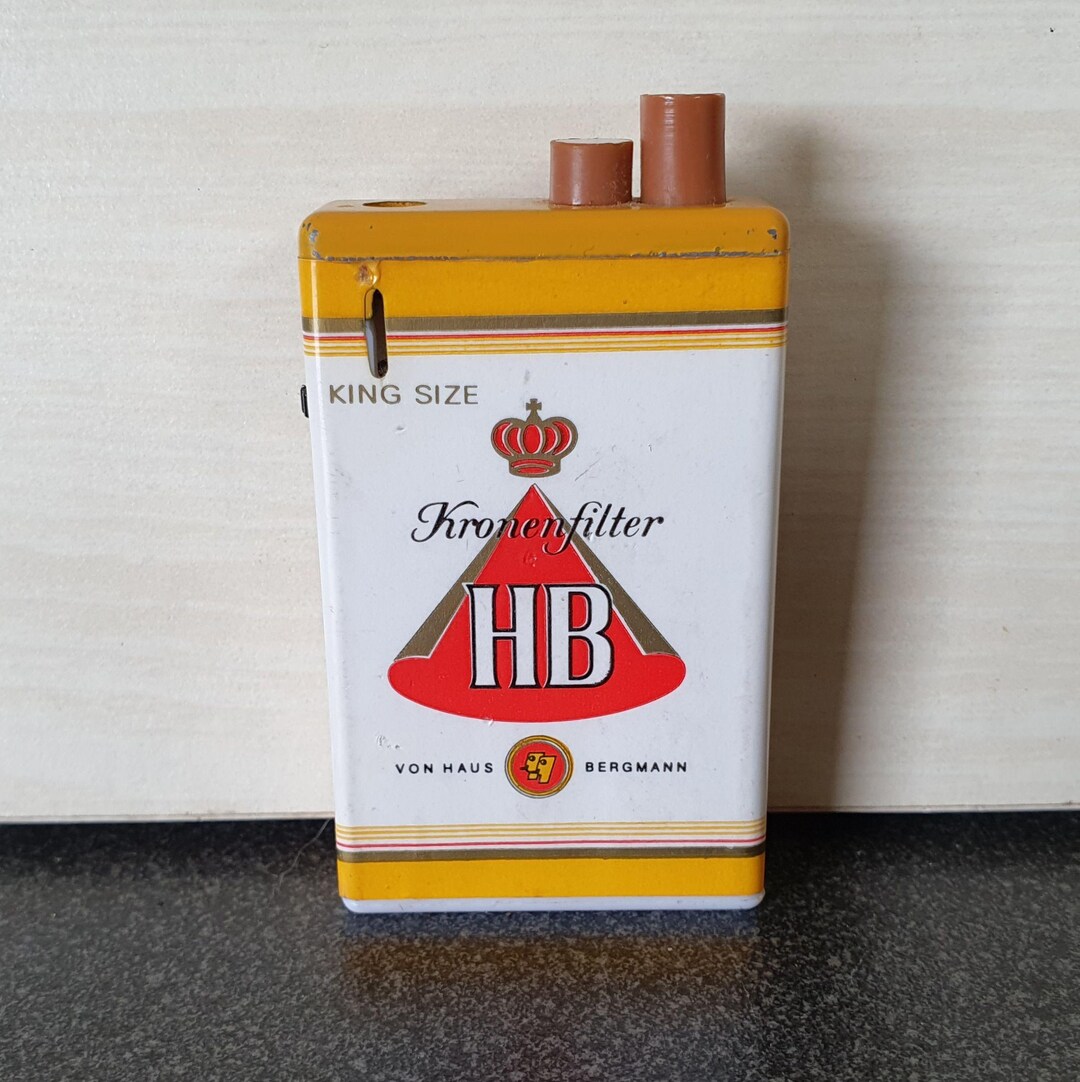 KING SIZE
Kronenfilter
HB
VON HAUS BERGMANN